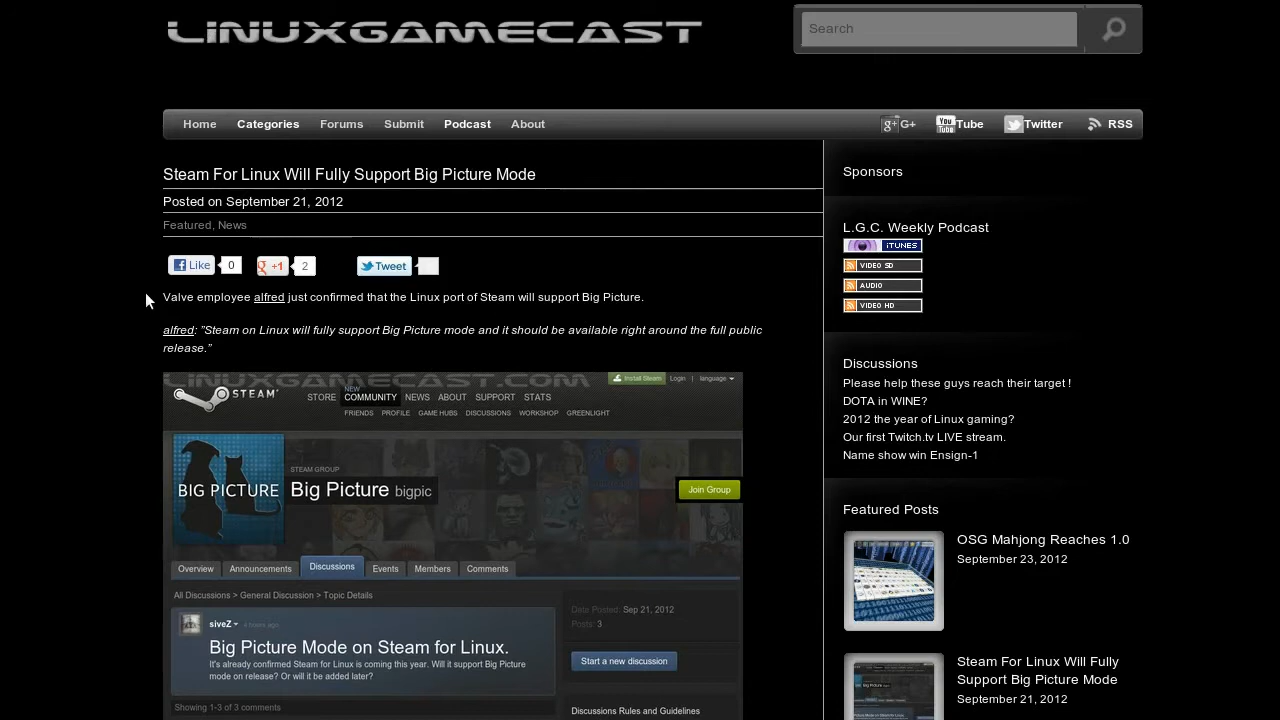 LINUXGAMECAST
Search
Home Categories Forums Submit Podcast About
g+ G+ You Tube Tube Twitter RSS
Steam For Linux Will Fully Support Big Picture Mode
Posted on September 21, 2012
Featured, News
Like 0 g +1 2 Tweet
Valve employee alfred just confirmed that the Linux port of Steam will support Big Picture.
alfred: "Steam on Linux will fully support Big Picture mode and it should be available right around the full public
release."
LINUXGAMECAST.COM
Install Steam Login | language
STEAM
NEW
STORE COMMUNITY NEWS ABOUT SUPPORT STATS
FRIENDS PROFILE GAME HUBS DISCUSSIONS WORKSHOP GREENLIGHT
BIG PICTURE
STEAM GROUP
Big Picture bigpic
Join Group
Overview Announcements Discussions Events Members Comments
All Discussions > General Discussion > Topic Details
siveZ 4 hours ago
Big Picture Mode on Steam for Linux.
It's already confirmed Steam for Linux is coming this year. Will it support Big Picture
mode on release? Or will it be added later?
Showing 1-3 of 3 comments
Date Posted: Sep 21, 2012
Posts: 3
Start a new discussion
Discussions Rules and Guidelines
Sponsors
L.G.C. Weekly Podcast
iTUNES
VIDEO SD
AUDIO
VIDEO HD
Discussions
Please help these guys reach their target !
DOTA in WINE?
2012 the year of Linux gaming?
Our first Twitch.tv LIVE stream.
Name show win Ensign-1
Featured Posts
OSG Mahjong Reaches 1.0
September 23, 2012
Steam For Linux Will Fully
Support Big Picture Mode
September 21, 2012